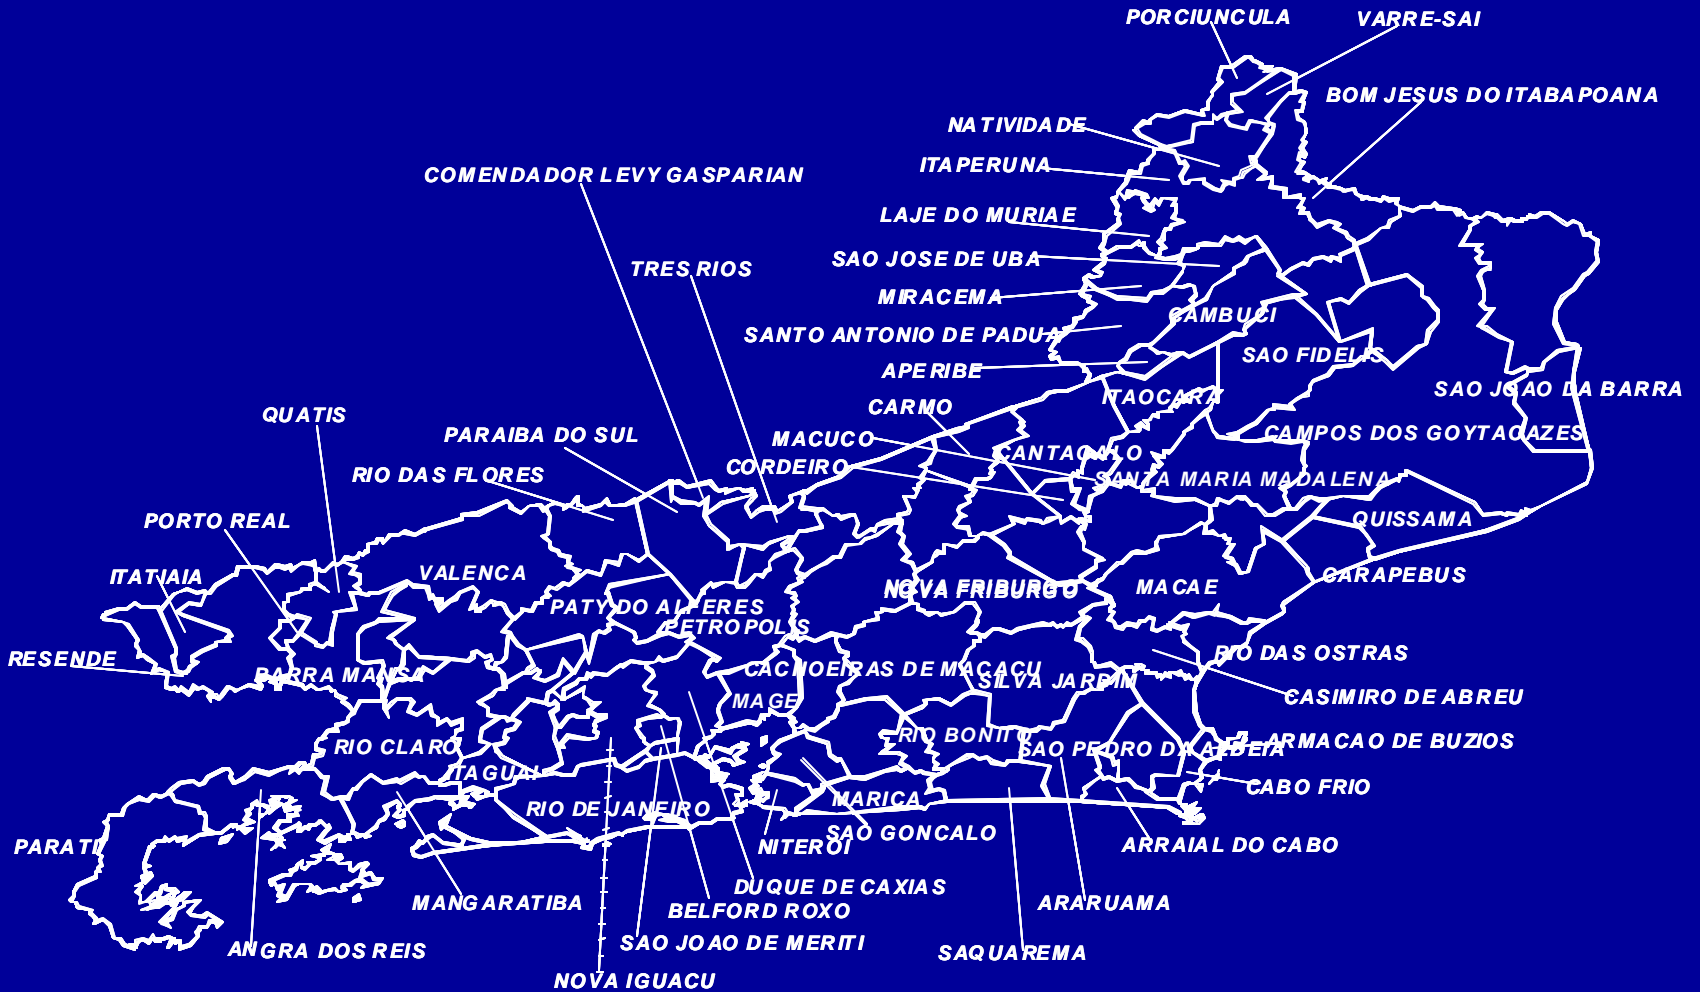 PORCIUNCULA
VARRE-SAI
BOM JESUS DO ITABAPOANA
NATIVIDADE
ITAPERUNA
COMENDADOR LEVY GASPARIAN
LAJE DO MURIAE
SAO JOSE DE UBA
TRES RIOS
MIRACEMA
CAMBUCI
SANTO ANTONIO DE PADUA
SAO FIDELIS
APERIBE
SAO JOAO DA BARRA
ITAOCARA
CARMO
QUATIS
PARAIBA DO SUL
MACUCO
CAMPOS DOS GOYTACAZES
CANTAGALO
CORDEIRO
RIO DAS FLORES
SANTA MARIA MADALENA
PORTO REAL
QUISSAMA
ITATIAIA
VALENCA
CARAPEBUS
NOVA FRIBURGO
MACAE
PATY DO ALFERES
PETROPOLIS
RIO DAS OSTRAS
RESENDE
CACHOEIRAS DE MACACU
BARRA MANSA
SILVA JARDIM
CASIMIRO DE ABREU
MAGE
RIO BONITO
ARMACAO DE BUZIOS
RIO CLARO
SAO PEDRO DA ALDEIA
ITAGUAI
CABO FRIO
MARICA
RIO DE JANEIRO
SAO GONCALO
PARATI
NITEROI
ARRAIAL DO CABO
DUQUE DE CAXIAS
MANGARATIBA
ARARUAMA
BELFORD ROXO
SAO JOAO DE MERITI
ANGRA DOS REIS
SAQUAREMA
NOVA IGUACU